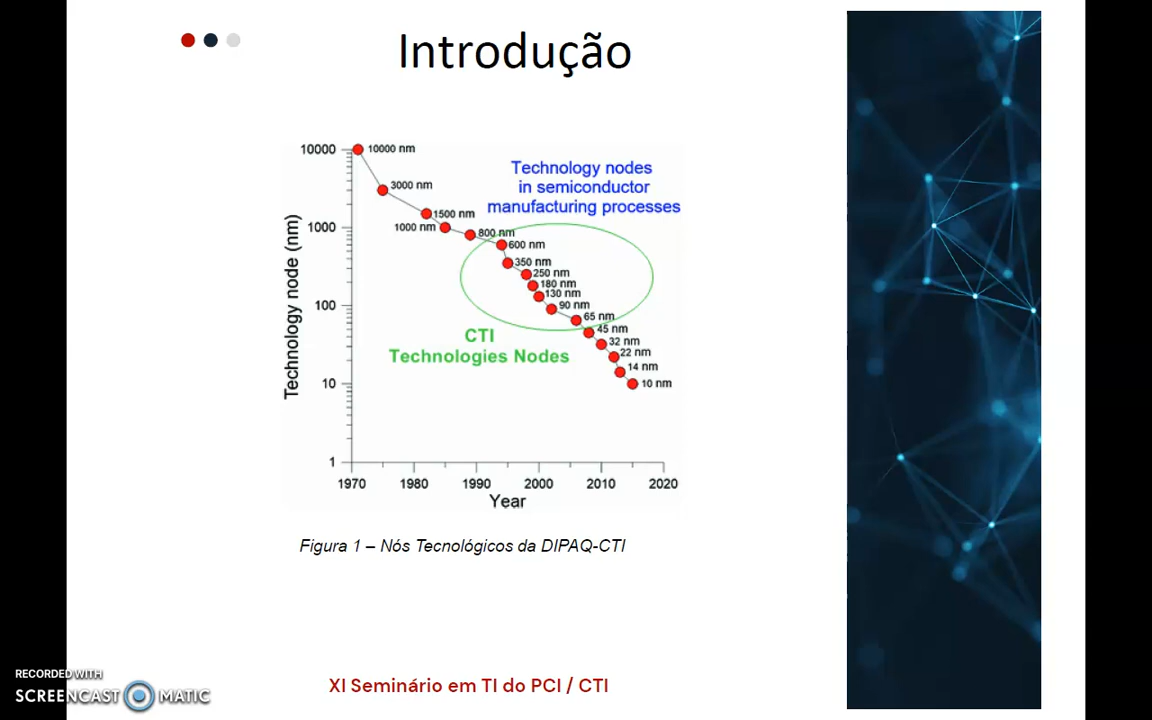 Introdução
10000
1000
100
10
1
Technology node (nm)
10000 nm
3000 nm
1500 nm
1000 nm
800 nm
600 nm
350 nm
250 nm
180 nm
130 nm
90 nm
65 nm
45 nm
32 nm
22 nm
14 nm
10 nm
Technology nodes
in semiconductor
manufacturing processes
CTI
Technologies Nodes
1970 1980 1990 2000 2010 2020
Year
Figura 1 – Nós Tecnológicos da DIPAQ-CTI
RECORDED WITH
SCREENCAST MATIC
XI Seminário em TI do PCI / CTI